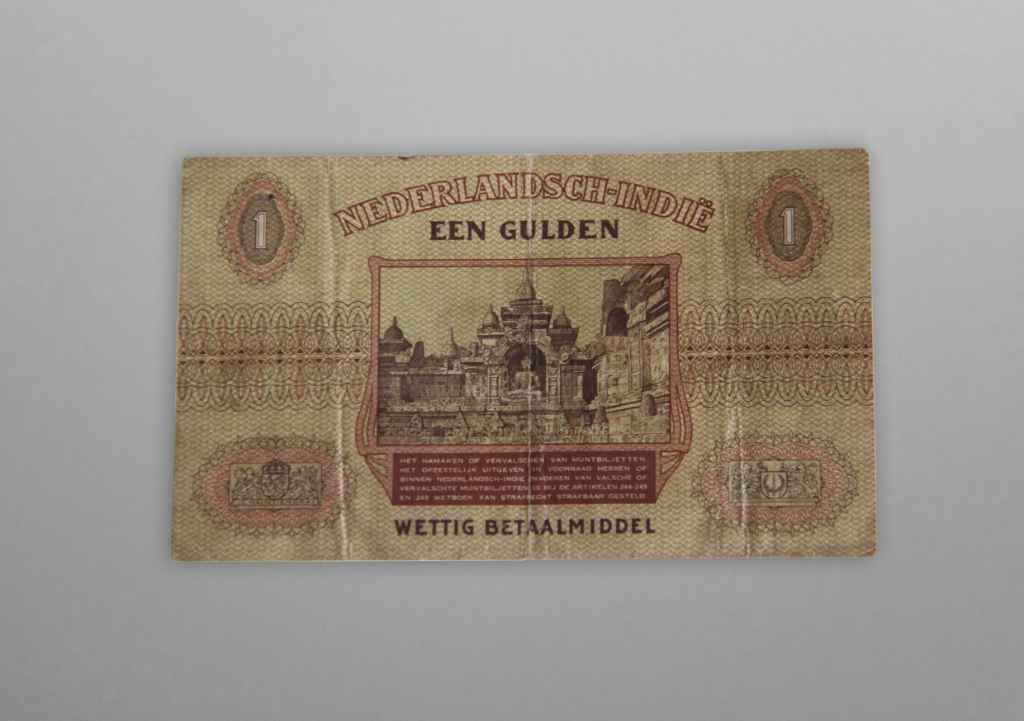 NEDERLANDSCH-INDIË
EEN GULDEN
1
1
HET NAMAKEN OF VERVALSCHEN VAN MUNTBILJETTEN,
HET OPZETTELIJK UITGEVEN, IN VOORRAAD HEBBEN OF
BINNEN NEDERLANDSCH-INDIE INVOEREN VAN VALSCHE OF
VERVALSCHTE MUNTBILJETTEN IS BIJ DE ARTIKELEN 244-245
EN 249 WETBOEK VAN STRAFRECHT STRAFBAAR GESTELD.
WETTIG BETAALMIDDEL